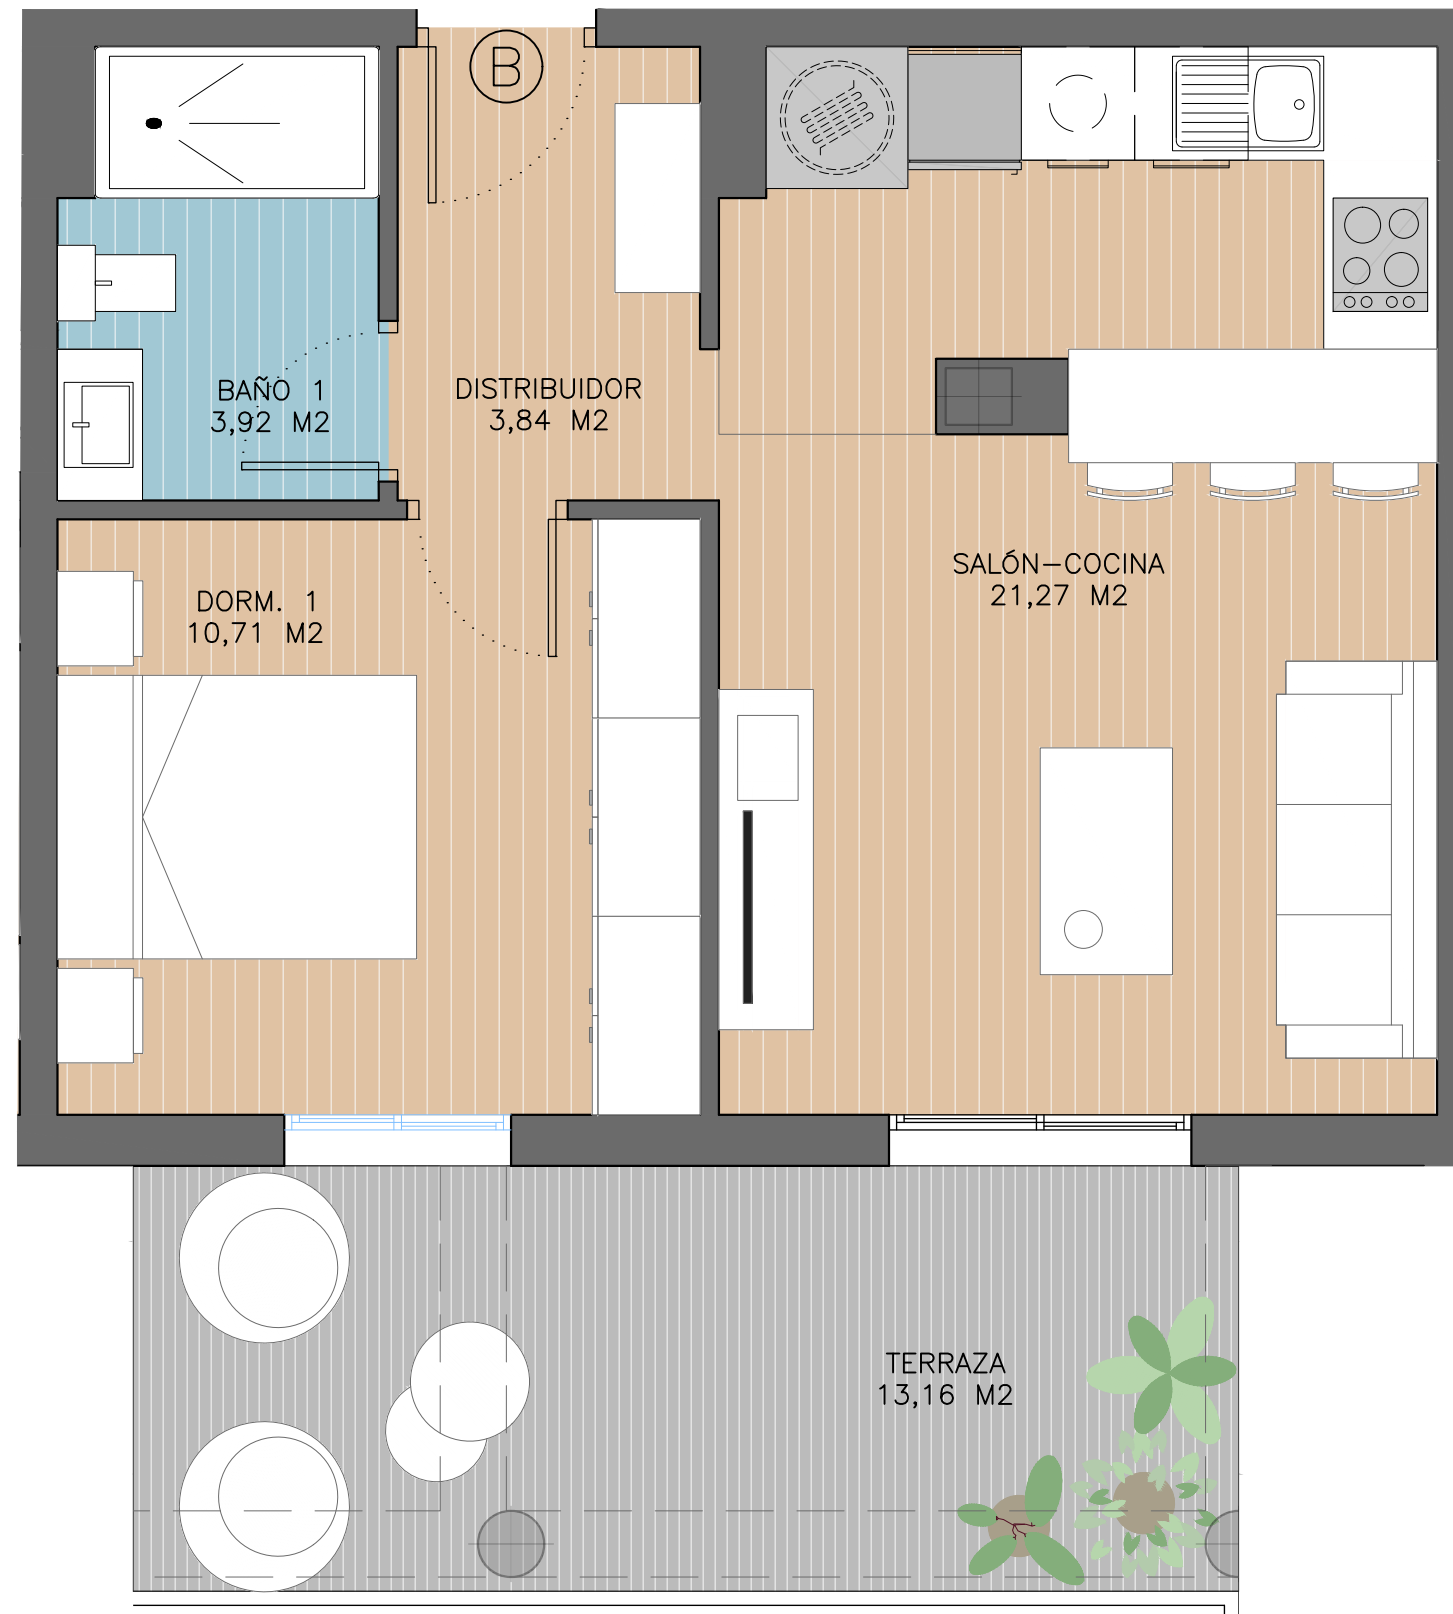 B
BAÑO 1
3,92 M2
DISTRIBUIDOR
3,84 M2
SALÓN-COCINA
21,27 M2
DORM. 1
10,71 M2
TERRAZA
13,16 M2